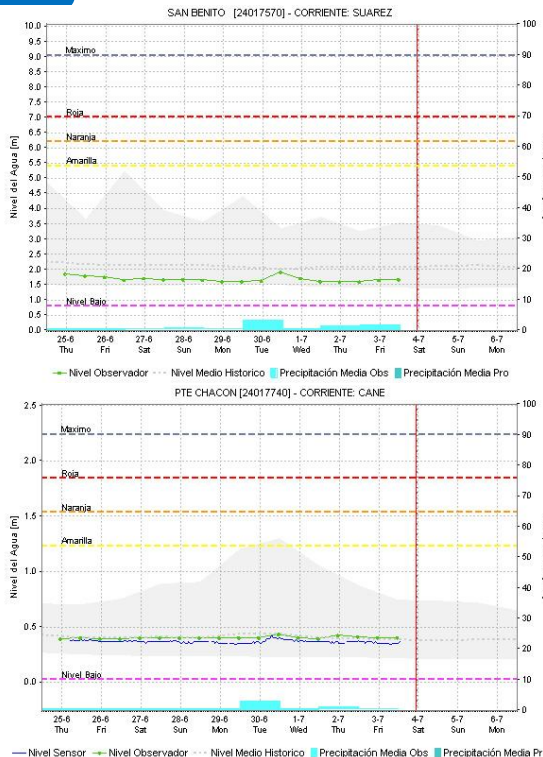 SAN BENITO [24017570] - CORRIENTE: SUAREZ
Nivel del Agua [m]
10.0
9.5
9.0
8.5
8.0
7.5
7.0
6.5
6.0
5.5
5.0
4.5
4.0
3.5
3.0
2.5
2.0
1.5
1.0
0.5
0.0
Maximo
Roja
Naranja
Amarilla
Nivel Bajo
100
90
80
70
60
50
40
30
20
10
0
25-6 26-6 27-6 28-6 29-6 30-6 1-7 2-7 3-7 4-7 5-7 6-7
Thu Fri Sat Sun Mon Tue Wed Thu Fri Sat Sun Mon
Nivel Observador Nivel Medio Historico Precipitación Media Obs Precipitación Media Pro
PTE CHACON [24017740] - CORRIENTE: CANE
Nivel del Agua [m]
2.5
2.0
1.5
1.0
0.5
0.0
Maximo
Roja
Naranja
Amarilla
Nivel Bajo
100
90
80
70
60
50
40
30
20
10
0
25-6 26-6 27-6 28-6 29-6 30-6 1-7 2-7 3-7 4-7 5-7 6-7
Thu Fri Sat Sun Mon Tue Wed Thu Fri Sat Sun Mon
Nivel Sensor Nivel Observador Nivel Medio Historico Precipitación Media Obs Precipitación Media Pr